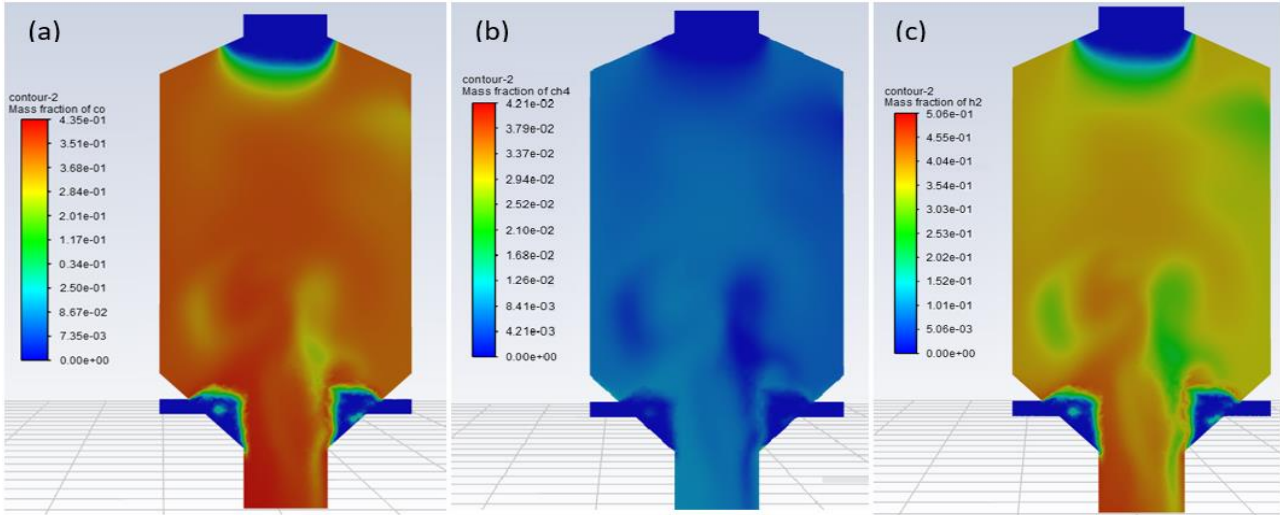 (a)
contour-2
Mass fraction of co
4.35e-01
3.51e-01
3.68e-01
2.84e-01
2.01e-01
1.17e-01
0.34e-01
2.50e-01
8.67e-02
7.35e-03
0.00e+00
(b)
contour-2
Mass fraction of ch4
4.21e-02
3.79e-02
3.37e-02
2.94e-02
2.52e-02
2.10e-02
1.68e-02
1.26e-02
8.41e-03
4.21e-03
0.00e+00
(c)
contour-2
Mass fraction of h2
5.06e-01
4.55e-01
4.04e-01
3.54e-01
3.03e-01
2.53e-01
2.02e-01
1.52e-01
1.01e-01
5.06e-03
0.00e+00